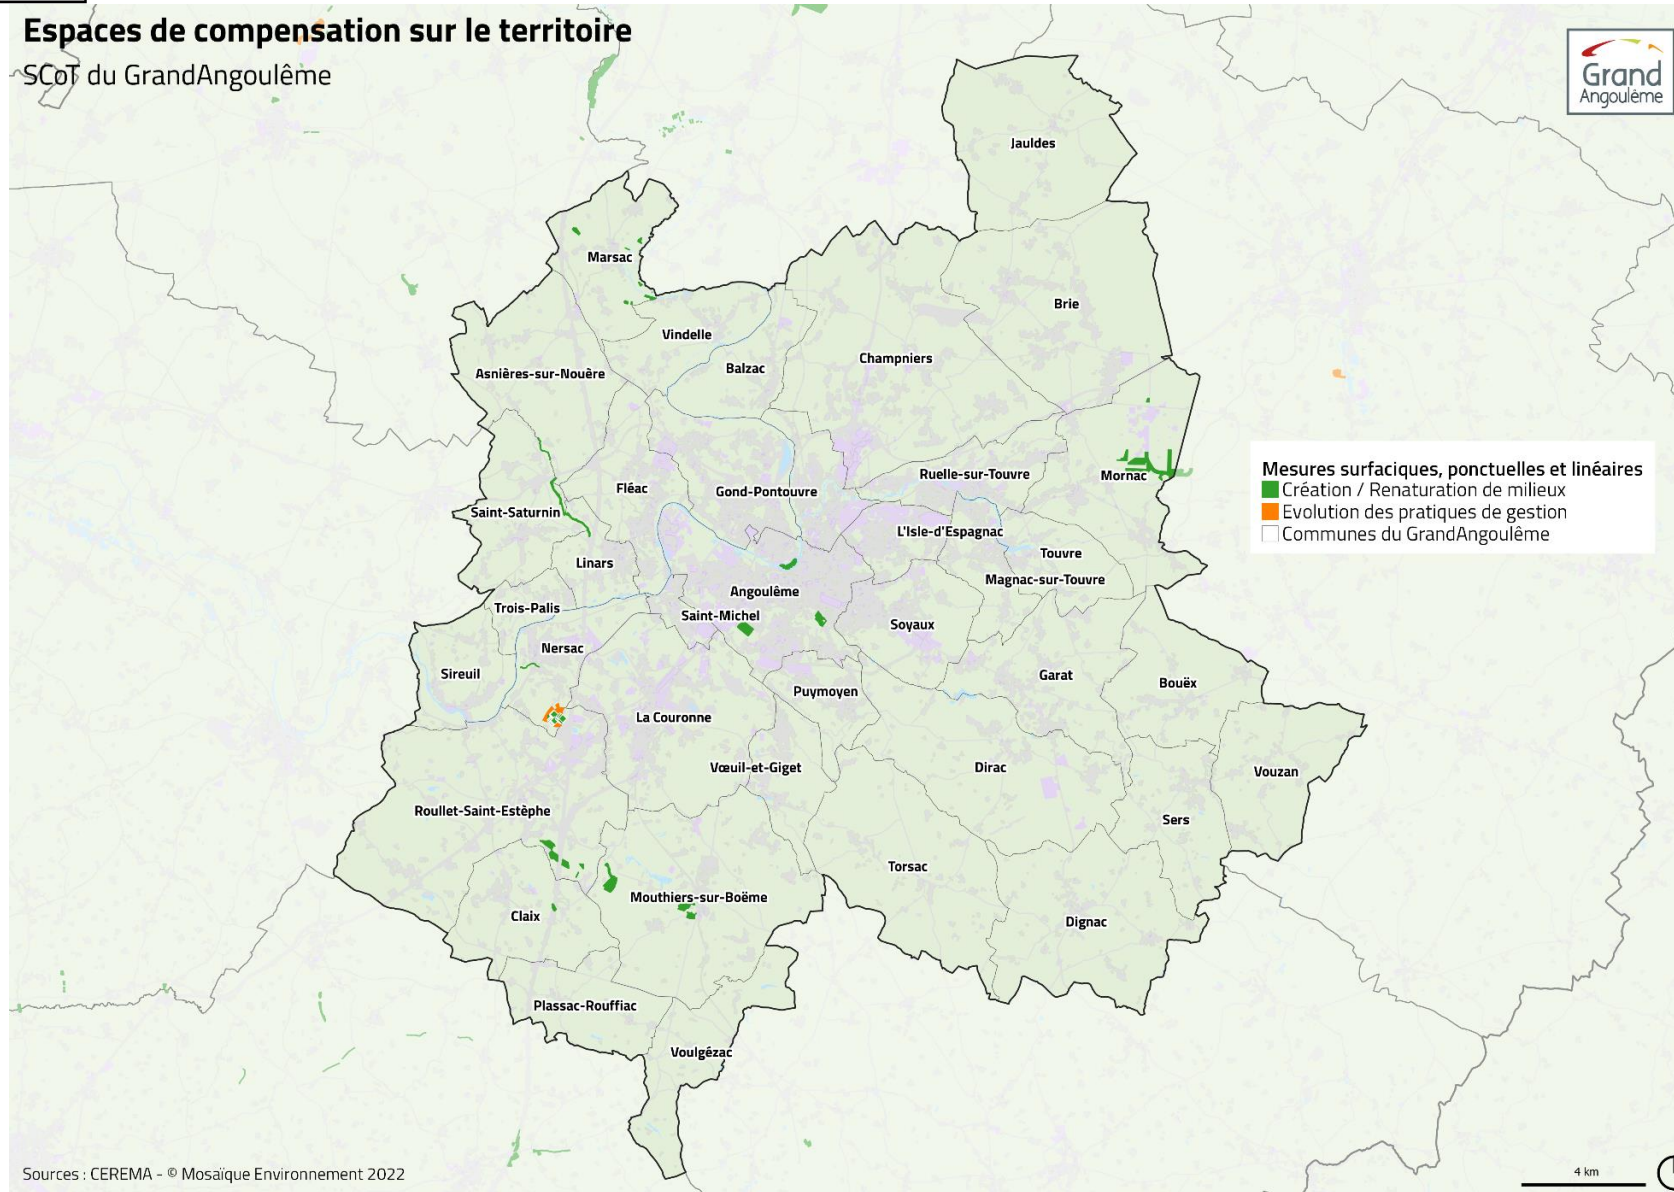 Espaces de compensation sur le territoire
SCoT du GrandAngoulême
Grand
Angoulême
Jauldes
Marsac
Brie
Vindelle
Champniers
Balzac
Asnières-sur-Nouère
Ruelle-sur-Touvre
Mornac
Fléac
Gond-Pontouvre
Saint-Saturnin
L'Isle-d'Espagnac
Touvre
Linars
Magnac-sur-Touvre
Angoulême
Trois-Palis
Saint-Michel
Soyaux
Nersac
Sireuil
Garat
Bouëx
Puymoyen
La Couronne
Vœuil-et-Giget
Dirac
Vouzan
Roullet-Saint-Estèphe
Sers
Torsac
Mouthiers-sur-Boëme
Claix
Dignac
Plassac-Rouffiac
Voulgézac
Mesures surfaciques, ponctuelles et linéaires
Création / Renaturation de milieux
Evolution des pratiques de gestion
Communes du GrandAngoulême
Sources : CEREMA - © Mosaïque Environnement 2022
4 km